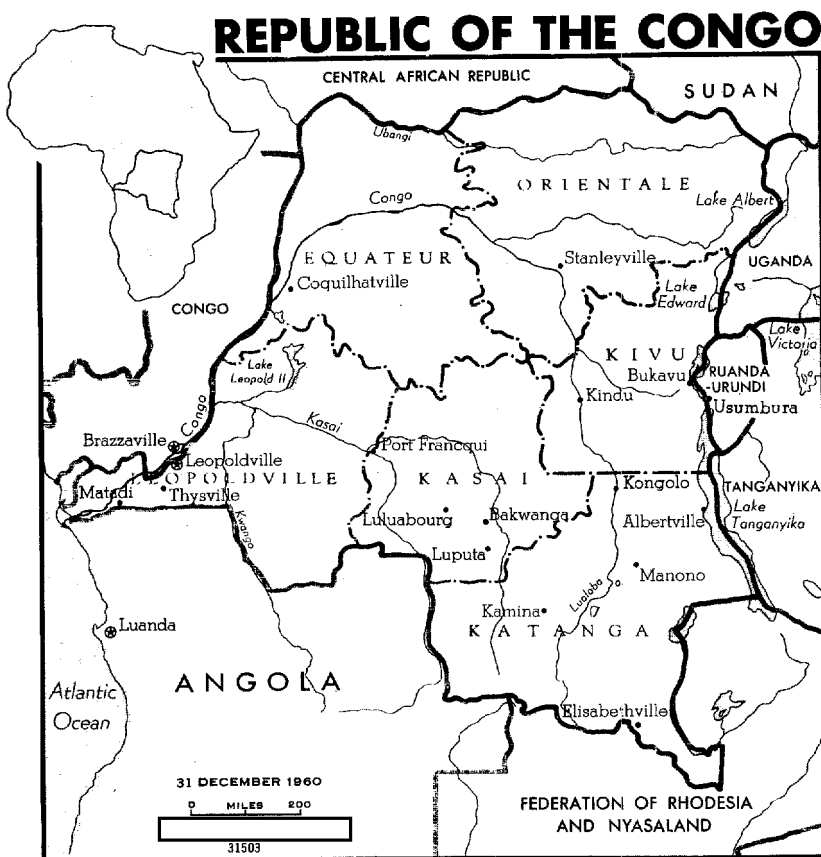 REPUBLIC OF THE CONGO
CENTRAL AFRICAN REPUBLIC
SUDAN
Ubangi
ORIENTALE
Congo
Lake Albert
EQUATEUR
Stanleyville
UGANDA
Coquilhatville
Lake
Edward
CONGO
Lake
Victoria
KIVU
Lake
Leopold II
Bukavu
RUANDA
-URUNDI
Kindu
Usumbura
Congo
Kasai
Brazzaville
Port Francqui
Leopoldville
LEOPOLDVILLE
KASAI
Matadi
Thysville
Kongolo
TANGANYIKA
Lake
Tanganyika
Luluabourg
Bakwanga
Albertville
Kwango
Luputa
Manono
Lualaba
Kamina
Luanda
KATANGA
ANGOLA
Atlantic
Ocean
Elisabethville
31 DECEMBER 1960
0 MILES 200
FEDERATION OF RHODESIA
AND NYASALAND
31503